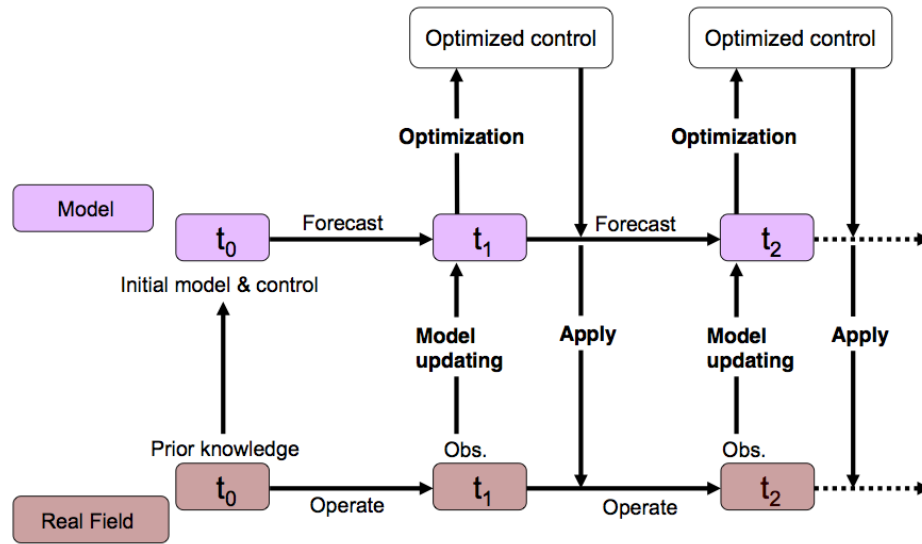 Optimized control
Optimized control
Optimization
Optimization
Model
t₀
Forecast
t₁
Forecast
t₂
Initial model & control
Model
updating
Apply
Model
updating
Apply
Prior knowledge
Obs.
Obs.
t₀
Operate
t₁
Operate
t₂
Real Field